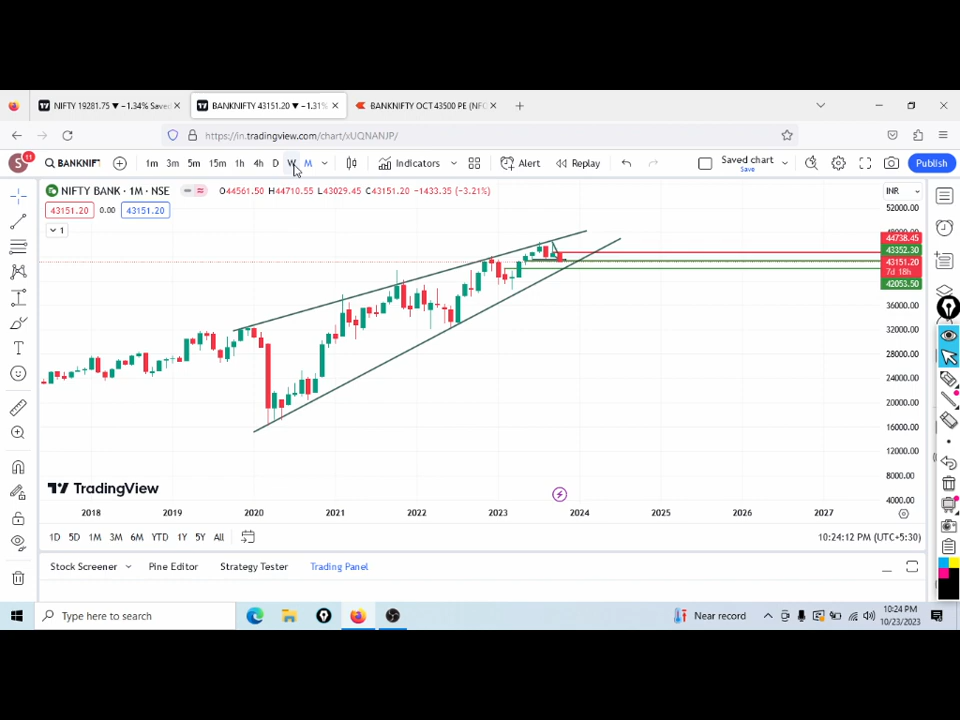 NIFTY 19281.75 ▼ −1.34% Saved
BANKNIFTY 43151.20 ▼ −1.31%
BANKNIFTY OCT 43500 PE (NFO
https://in.tradingview.com/chart/xUQNANJP/
S 11 BANKNIFT 1m 3m 5m 15m 1h 4h D W M Indicators Alert Replay Saved chart Save Publish
NIFTY BANK · 1M · NSE O44561.50 H44710.55 L43029.45 C43151.20 −1433.35 (−3.21%) INR
43151.20 0.00 43151.20
1
52000.00
44738.45
43352.30
43151.20
7d 18h
42053.50
36000.00
32000.00
28000.00
24000.00
20000.00
16000.00
12000.00
8000.00
4000.00
TradingView
2018 2019 2020 2021 2022 2023 2024 2025 2026 2027
1D 5D 1M 3M 6M YTD 1Y 5Y All 10:24:12 PM (UTC+5:30)
Stock Screener Pine Editor Strategy Tester Trading Panel
Type here to search Near record 10:24 PM
10/23/2023